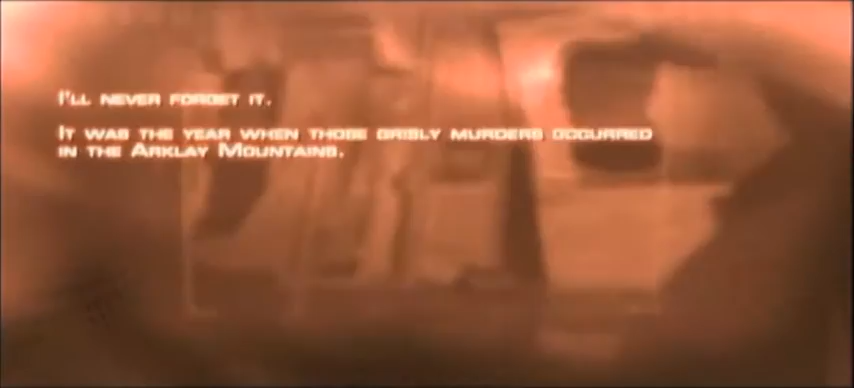 I'll never forget it.
It was the year when those grisly murders occurred
in the Arklay Mountains.